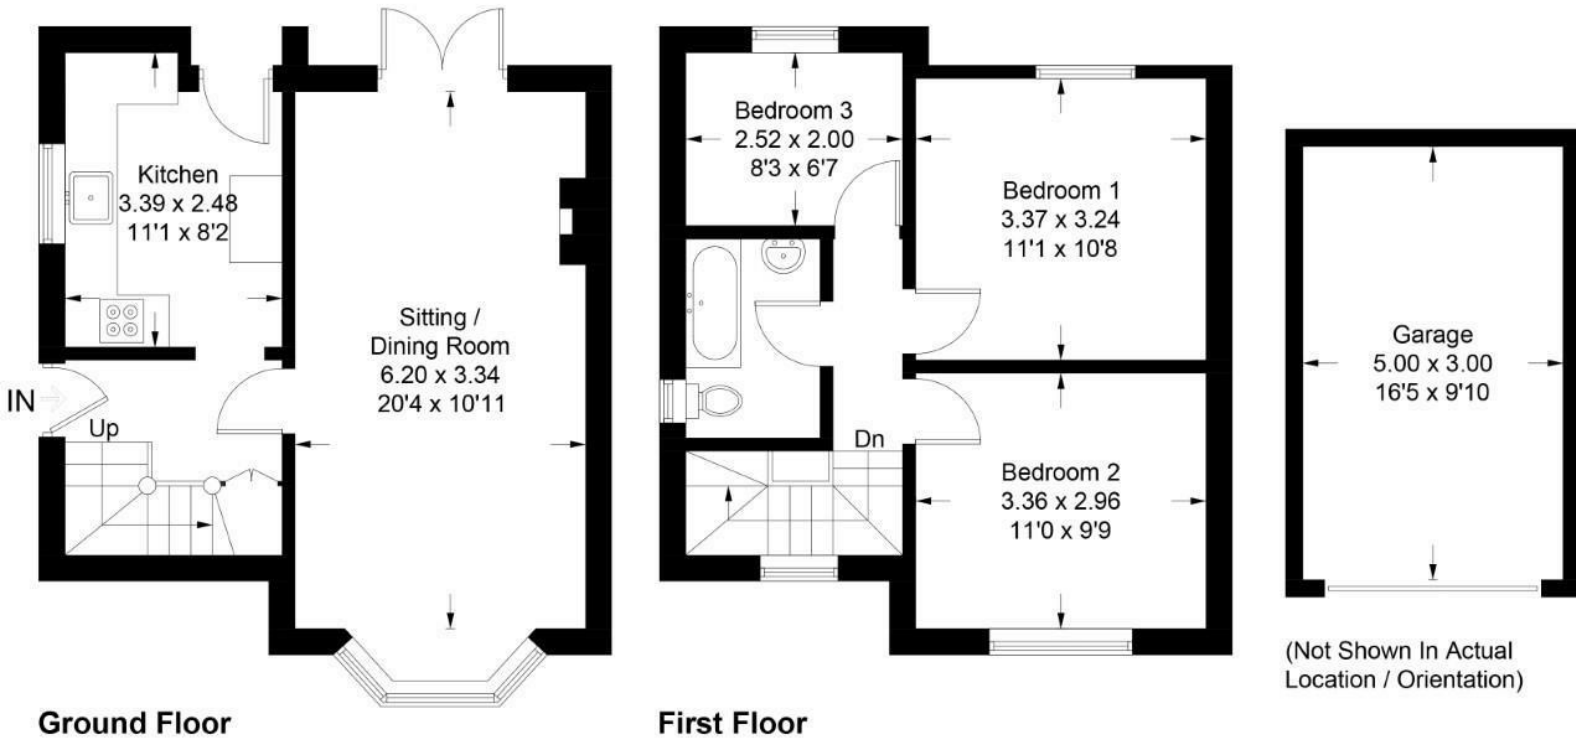 Kitchen
3.39 x 2.48
11'1 x 8'2
Sitting /
Dining Room
6.20 x 3.34
20'4 x 10'11
IN
Up
Ground Floor
Bedroom 3
2.52 x 2.00
8'3 x 6'7
Bedroom 1
3.37 x 3.24
11'1 x 10'8
Dn
Bedroom 2
3.36 x 2.96
11'0 x 9'9
First Floor
Garage
5.00 x 3.00
16'5 x 9'10
(Not Shown In Actual
Location / Orientation)